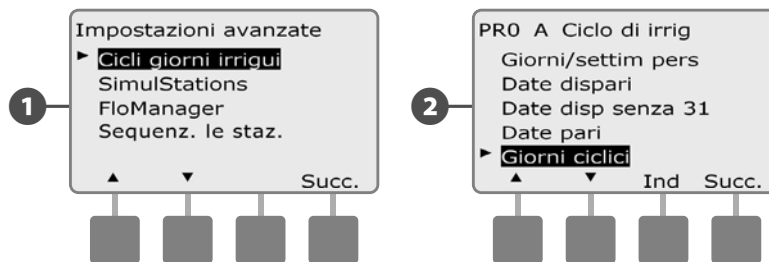 1
Impostazioni avanzate
► Cicli giorni irrigui
SimulStations
FloManager
Sequenz. le staz.
▲ ▼ Succ.
2
PR0 A Ciclo di irrig
Giorni/settim pers
Date dispari
Date disp senza 31
Date pari
► Giorni ciclici
▲ ▼ Ind Succ.